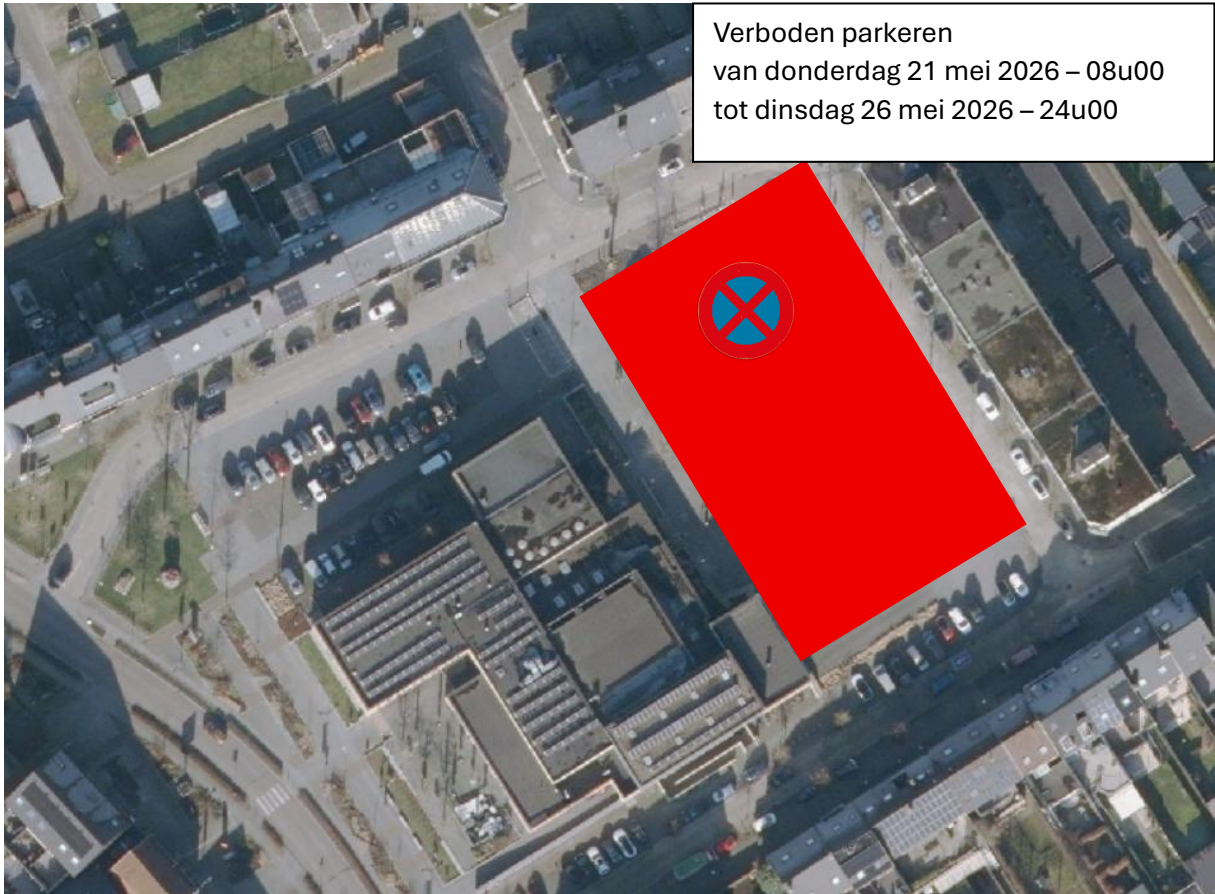 Verboden parkeren
van donderdag 21 mei 2026 – 08u00
tot dinsdag 26 mei 2026 – 24u00